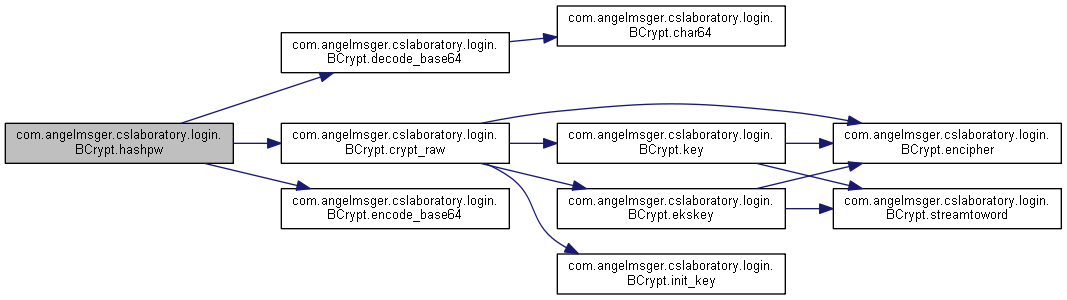 com.angelmsger.cslaboratory.login.
BCrypt.hashpw
com.angelmsger.cslaboratory.login.
BCrypt.decode_base64
com.angelmsger.cslaboratory.login.
BCrypt.char64
com.angelmsger.cslaboratory.login.
BCrypt.crypt_raw
com.angelmsger.cslaboratory.login.
BCrypt.key
com.angelmsger.cslaboratory.login.
BCrypt.encipher
com.angelmsger.cslaboratory.login.
BCrypt.encode_base64
com.angelmsger.cslaboratory.login.
BCrypt.ekskey
com.angelmsger.cslaboratory.login.
BCrypt.streamtoword
com.angelmsger.cslaboratory.login.
BCrypt.init_key